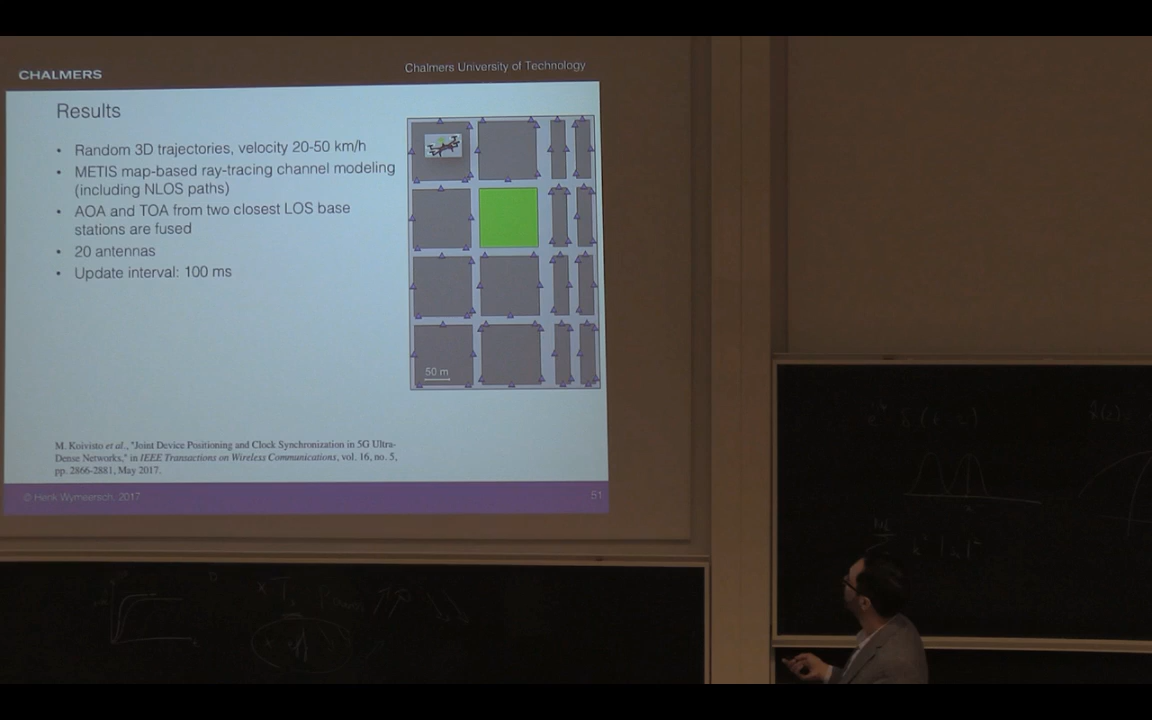 CHALMERS
Chalmers University of Technology
Results
• Random 3D trajectories, velocity 20-50 km/h
• METIS map-based ray-tracing channel modeling
(including NLOS paths)
• AOA and TOA from two closest LOS base
stations are fused
• 20 antennas
• Update interval: 100 ms
50 m
M. Koivisto et al., "Joint Device Positioning and Clock Synchronization in 5G Ultra-
Dense Networks," in IEEE Transactions on Wireless Communications, vol. 16, no. 5,
pp. 2866-2881, May 2017.
© Henk Wymeersch, 2017
51
Power